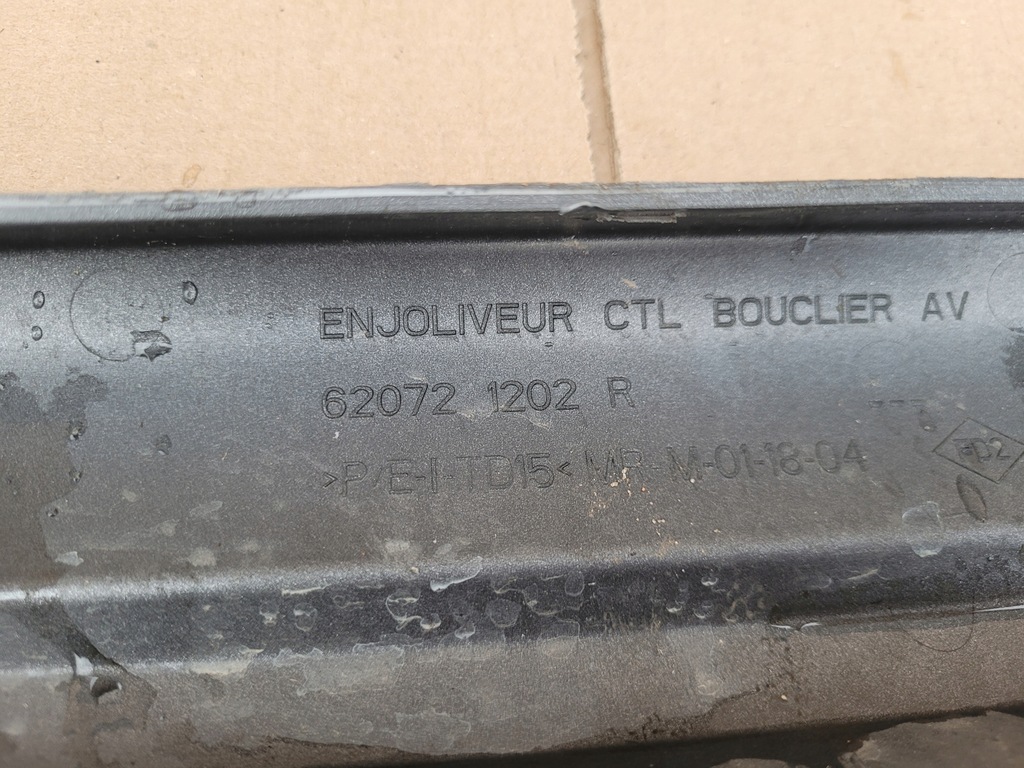 ENJOLIVEUR CTL BOUCLIER AV
62072 1202 R
>P/E-I-TD15< MR-M-01-18-04